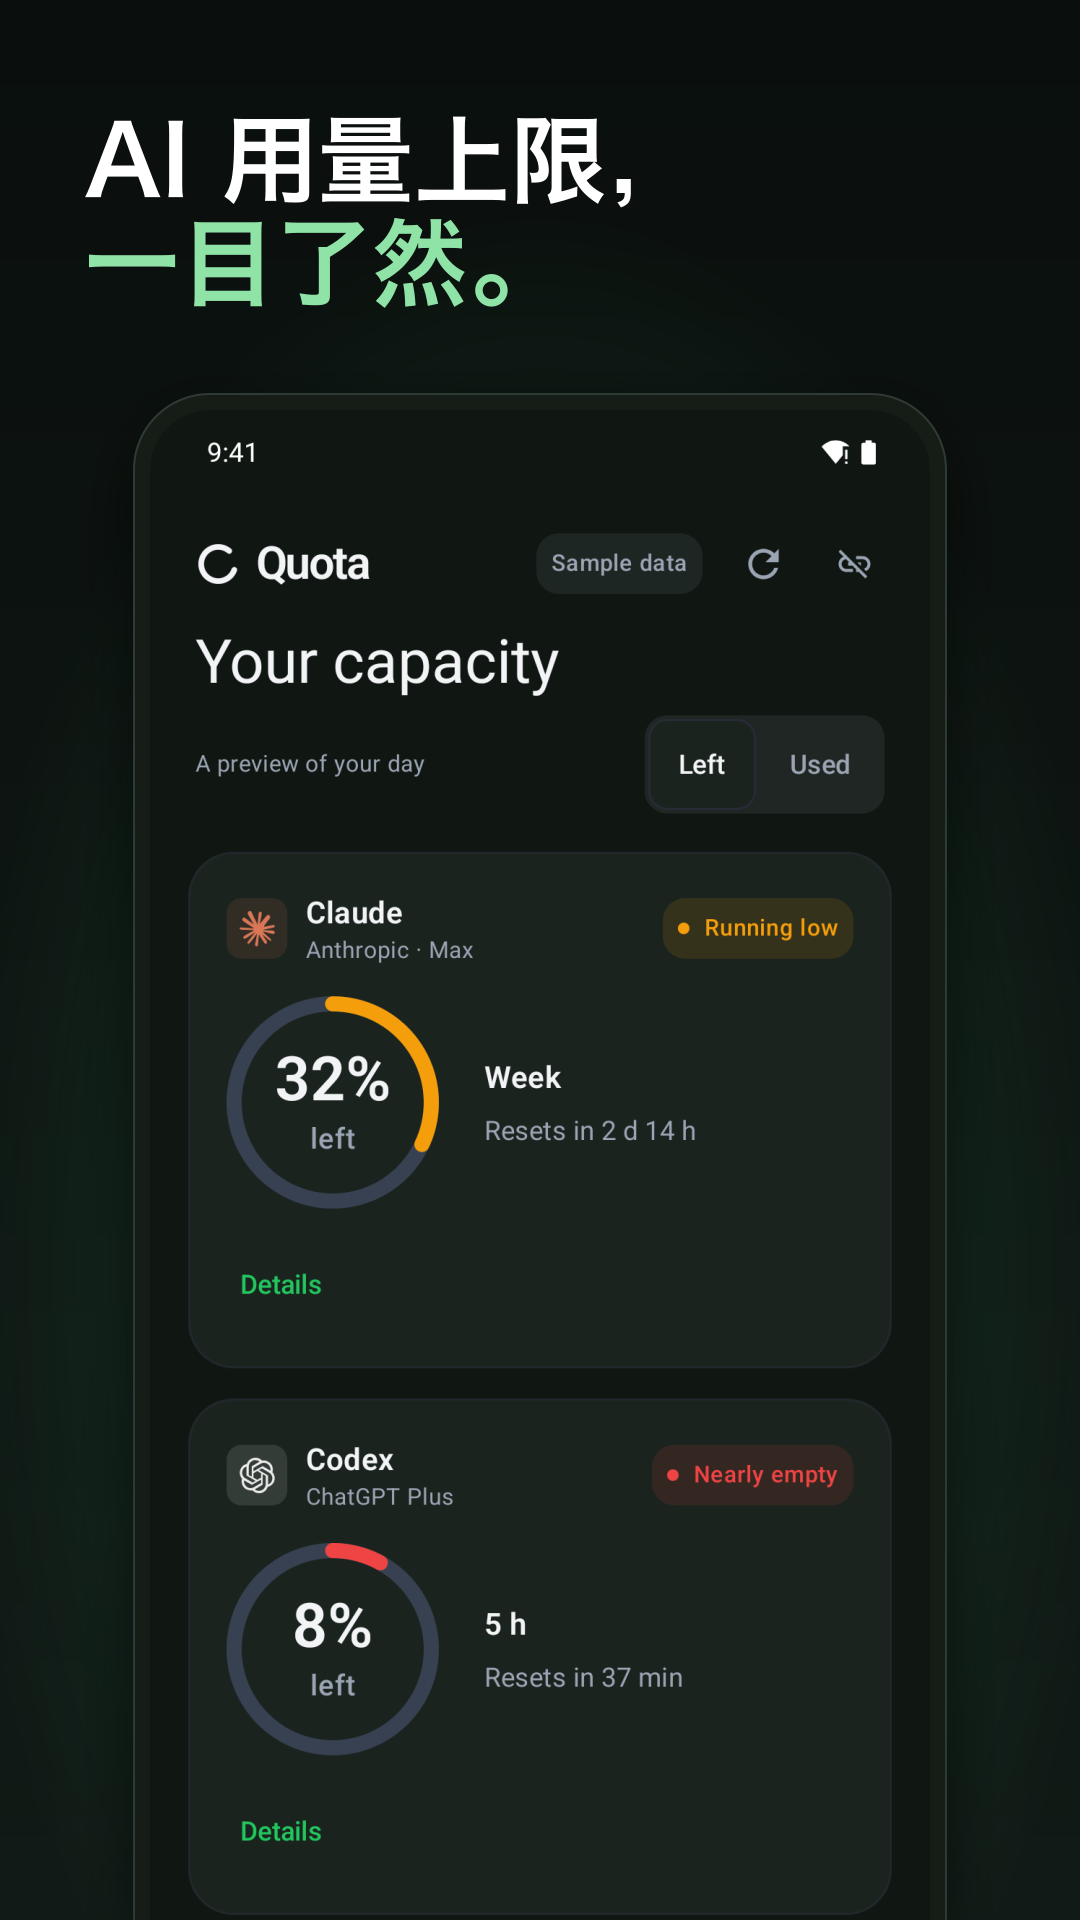 AI 用量上限，
一目了然。
9:41
Quota
Sample data
Your capacity
A preview of your day
Left
Used
Claude
Anthropic · Max
Running low
32%
left
Week
Resets in 2 d 14 h
Details
Codex
ChatGPT Plus
Nearly empty
8%
left
5 h
Resets in 37 min
Details